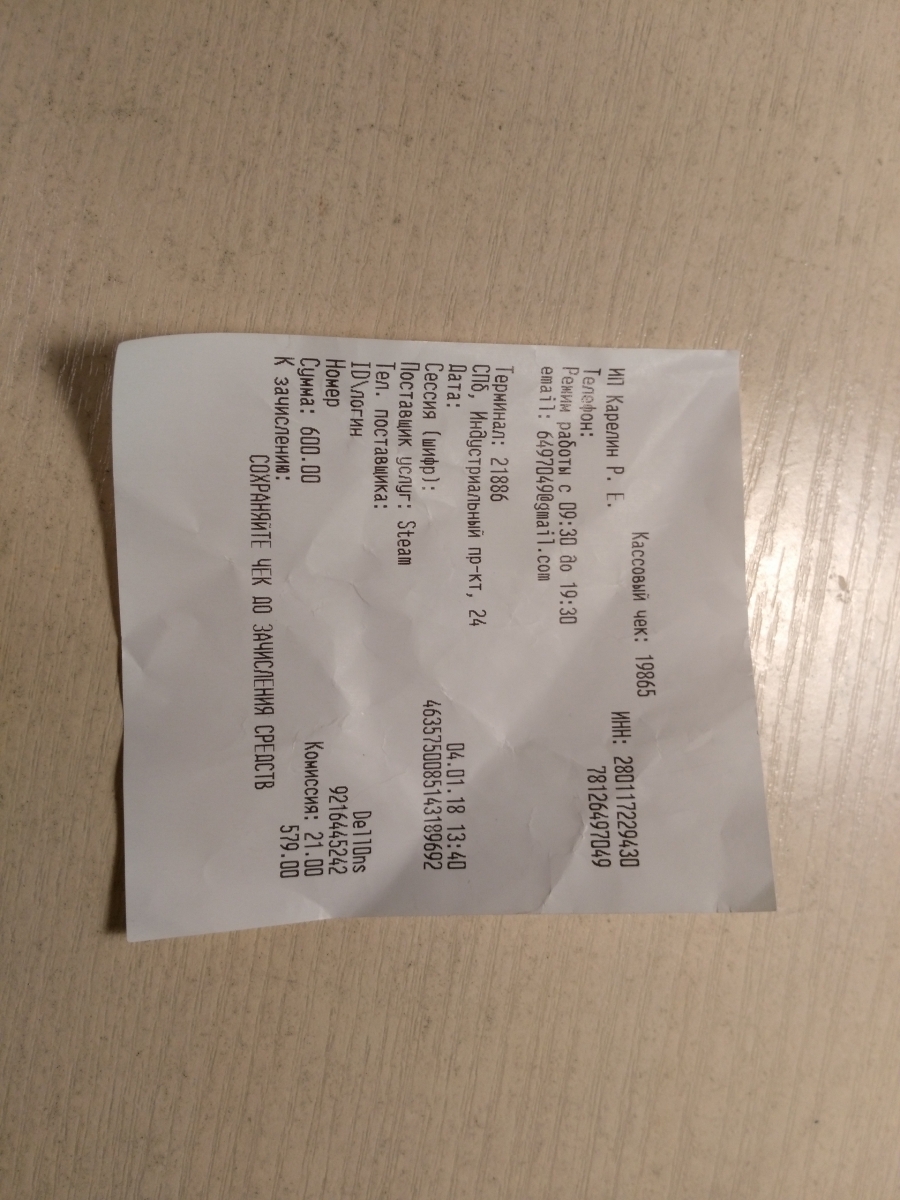 Кассовый чек: 19865
ИП Карелин Р. Е. ИНН: 280117229430
Телефон: 78126497049
Режим работы с 09:30 до 19:30
email: 6497049@gmail.com
Терминал: 21886
СПб, Индустриальный пр-кт, 24
Дата: 04.01.18 13:40
Сессия (шифр): 4635750085143189692
Поставщик услуг: Steam
Тел. поставщика:
ID\логин DellOns
Номер 9216445242
Сумма: 600.00 Комиссия: 21.00
К зачислению: 579.00
СОХРАНЯЙТЕ ЧЕК ДО ЗАЧИСЛЕНИЯ СРЕДСТВ